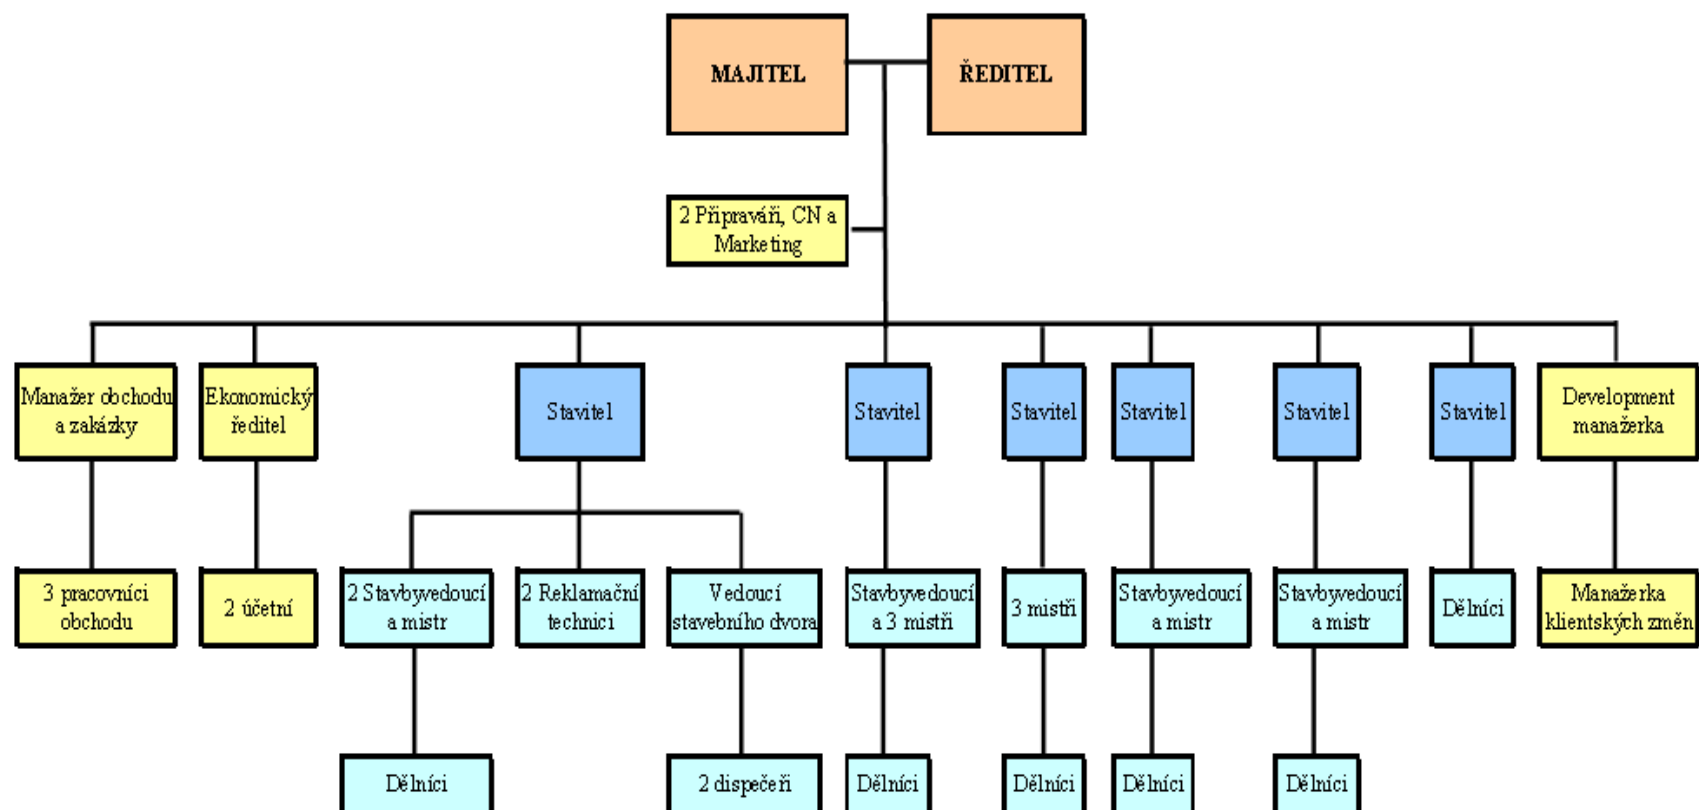 MAJITEL
ŘEDITEL
2 Připraváři, CN a
Marketing
Manažer obchodu
a zakázky
Ekonomický
ředitel
Stavitel
Stavitel
Stavitel
Stavitel
Stavitel
Stavitel
Development
manažerka
3 pracovníci
obchodu
2 účetní
2 Stavbyvedoucí
a mistr
2 Reklamační
technici
Vedoucí
stavebního dvora
Stavbyvedoucí
a 3 mistři
3 mistři
Stavbyvedoucí
a mistr
Stavbyvedoucí
a mistr
Dělníci
Manažerka
klientských změn
Dělníci
2 dispečeři
Dělníci
Dělníci
Dělníci
Dělníci